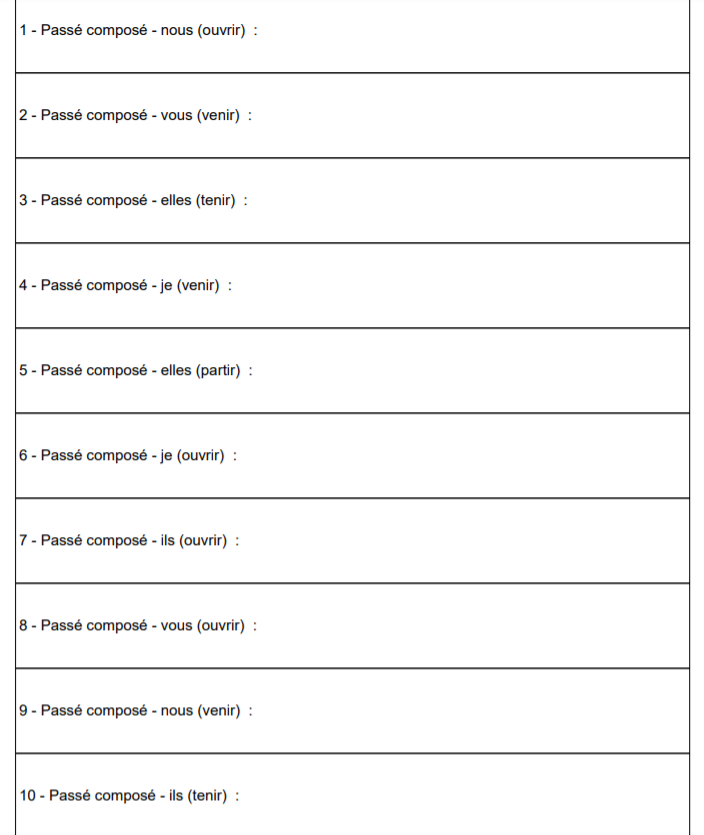 1 - Passé composé - nous (ouvrir)  :
2 - Passé composé - vous (venir)  :
3 - Passé composé - elles (tenir)  :
4 - Passé composé - je (venir)  :
5 - Passé composé - elles (partir)  :
6 - Passé composé - je (ouvrir)  :
7 - Passé composé - ils (ouvrir)  :
8 - Passé composé - vous (ouvrir)  :
9 - Passé composé - nous (venir)  :
10 - Passé composé - ils (tenir)  :